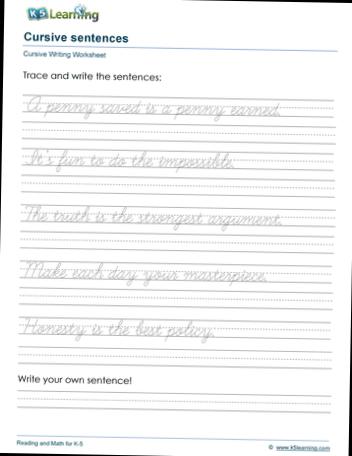 K5 Learning
Cursive sentences
Cursive Writing Worksheet
Trace and write the sentences:
A penny saved is a penny earned.
It's fun to do the impossible.
The truth is the strongest argument.
Make each day your masterpiece.
Honesty is the best policy.
Write your own sentence!
Reading and Math for K-5
© www.k5learning.com